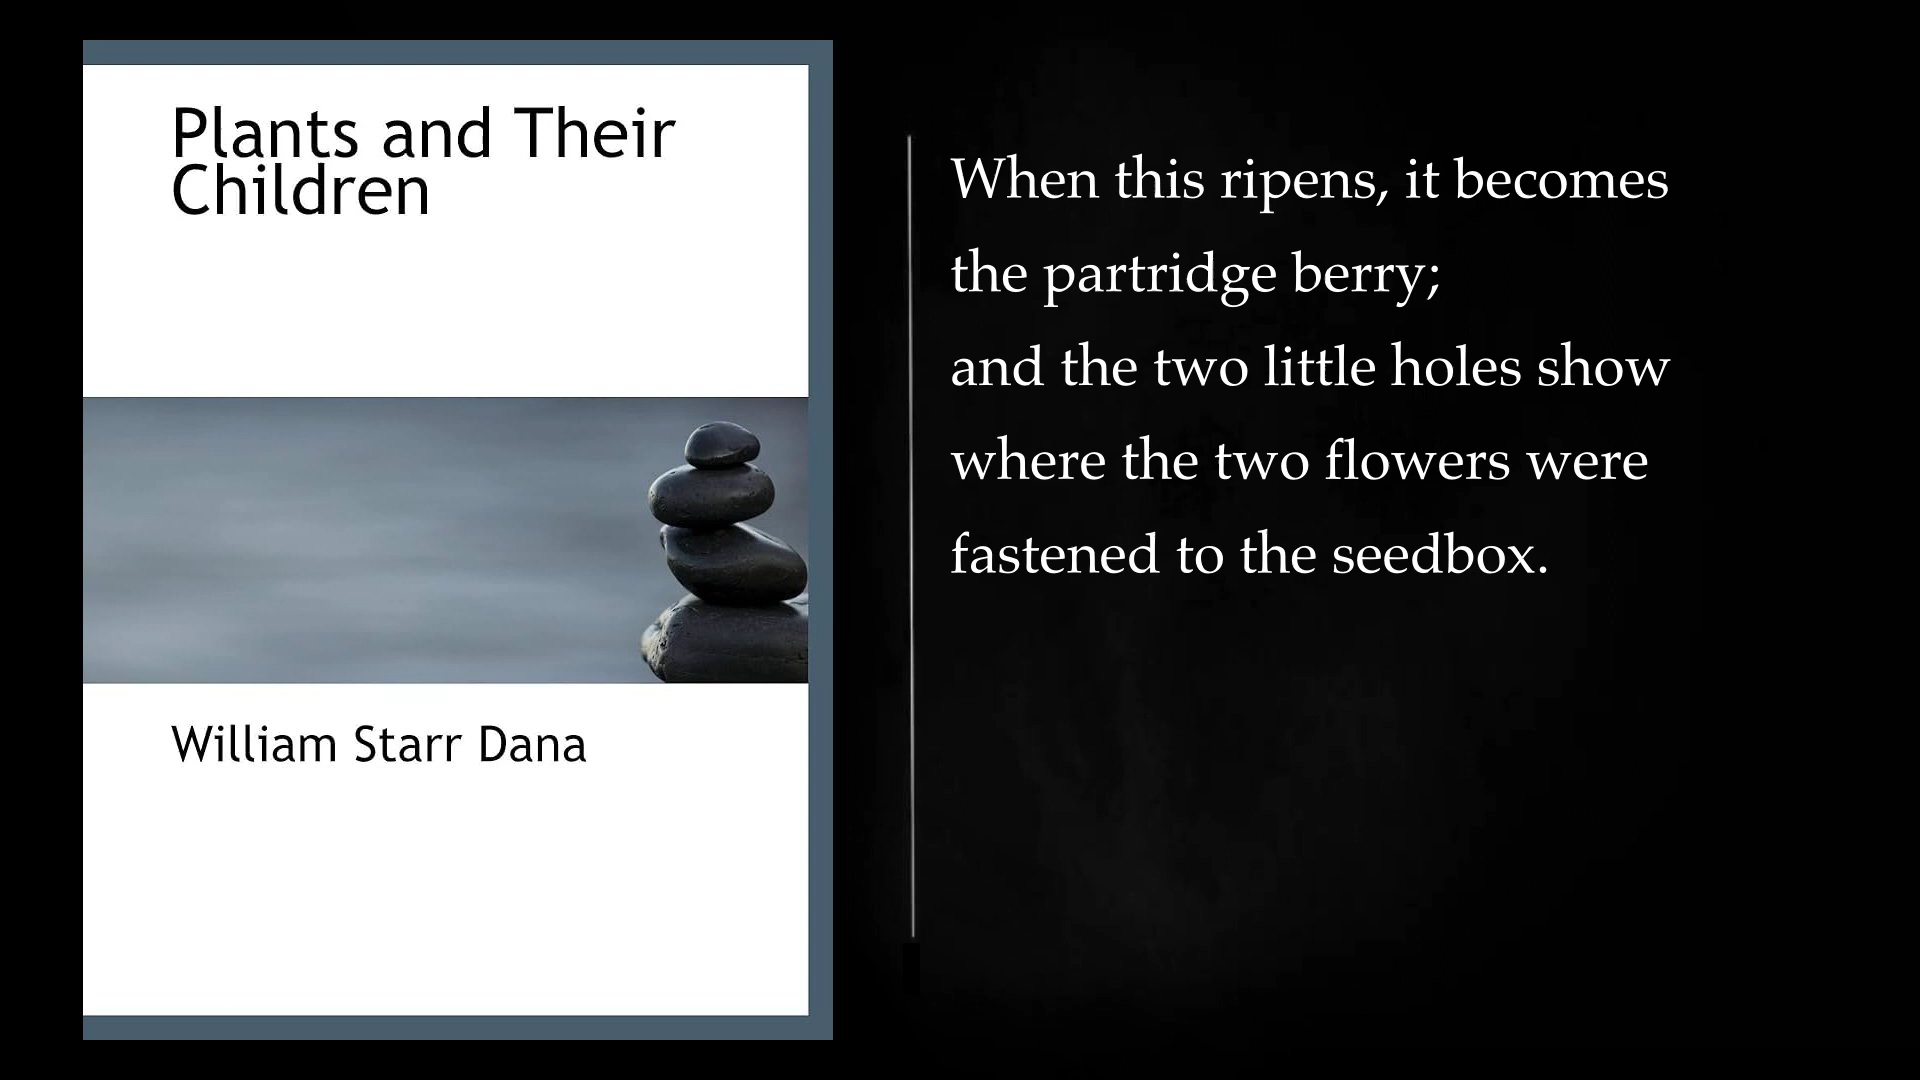 Plants and Their
Children
William Starr Dana
When this ripens, it becomes
the partridge berry;
and the two little holes show
where the two flowers were
fastened to the seedbox.